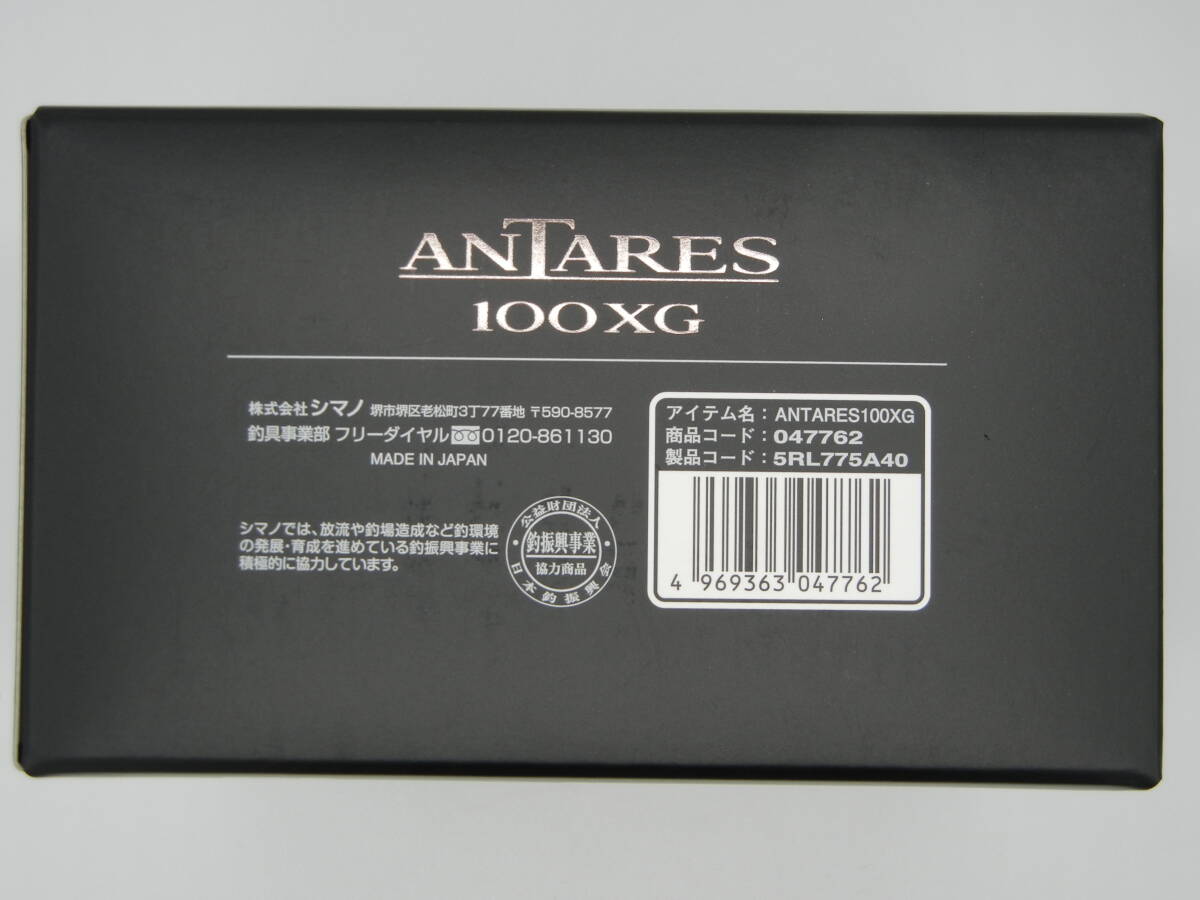 ANTARES
100XG
株式会社シマノ 堺市堺区老松町3丁77番地 〒590-8577
釣具事業部 フリーダイヤル 0120-861130
MADE IN JAPAN
シマノでは、放流や釣場造成など釣環境
の発展・育成を進めている釣振興事業に
積極的に協力しています。
公益財団法人
釣振興事業
協力商品
日本釣振興会
アイテム名：ANTARES100XG
商品コード：047762
製品コード：5RL775A40
4 969363 047762